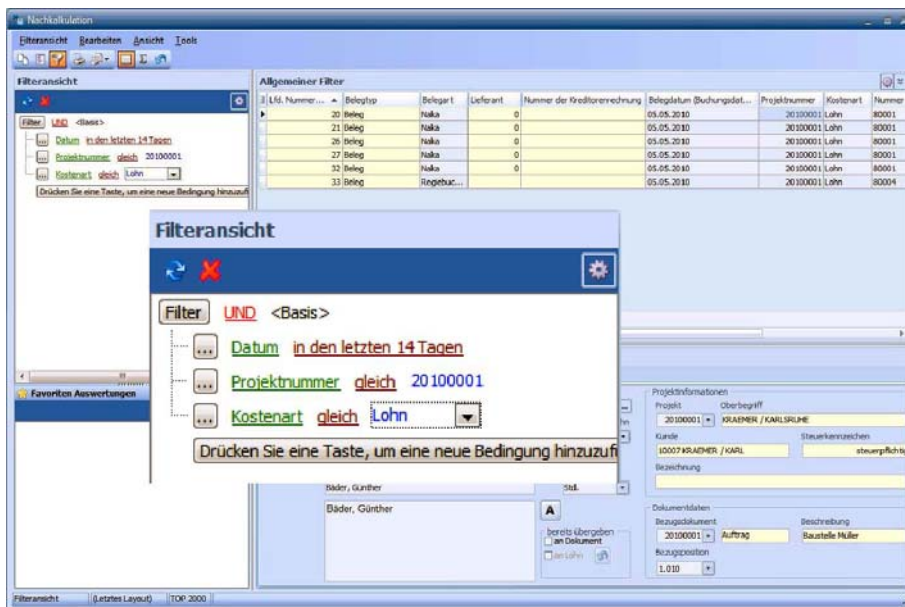 Nachkalkulation
Filteransicht Bearbeiten Ansicht Tools
Filteransicht
Filter UND <Basis>
Datum in den letzten 14 Tagen
Projektnummer gleich 20100001
Kostenart gleich Lohn
Drücken Sie eine Taste, um eine neue Bedingung hinzuzufü
Allgemeiner Filter
Lfd. Nummer... Belegtyp Belegart Lieferant Nummer der Kreditorenrechnung Belegdatum (Buchungsdat... Projektnummer Kostenart Nummer
20 Beleg Nalka 0 05.05.2010 20100001 Lohn 80001
21 Beleg Nalka 0 05.05.2010 20100001 Lohn 80001
26 Beleg Nalka 0 05.05.2010 20100001 Lohn 80001
27 Beleg Nalka 0 05.05.2010 20100001 Lohn 80001
32 Beleg Nalka 0 05.05.2010 20100001 Lohn 80001
33 Beleg Regiebuc... 05.05.2010 20100001 Lohn 80004
Filteransicht
Filter UND <Basis>
... Datum in den letzten 14 Tagen
... Projektnummer gleich 20100001
... Kostenart gleich Lohn
Drücken Sie eine Taste, um eine neue Bedingung hinzuzufü
Favoriten Auswertungen
Bäder, Günther Std.
Bäder, Günther
A
bereits übergeben
an Dokument
an Lohn
Projektinformationen
Projekt Oberbegriff
20100001 KRAEMER / KARLSRUHE
Kunde Steuerkennzeichen
10007 KRAEMER / KARL steuerpflichtig
Bezeichnung
Dokumentdaten
Bezugsdokument Beschreibung
20100001 Auftrag Baustelle Müller
Bezugsposition
1.010
Filteransicht (Letztes Layout) TOP 2000